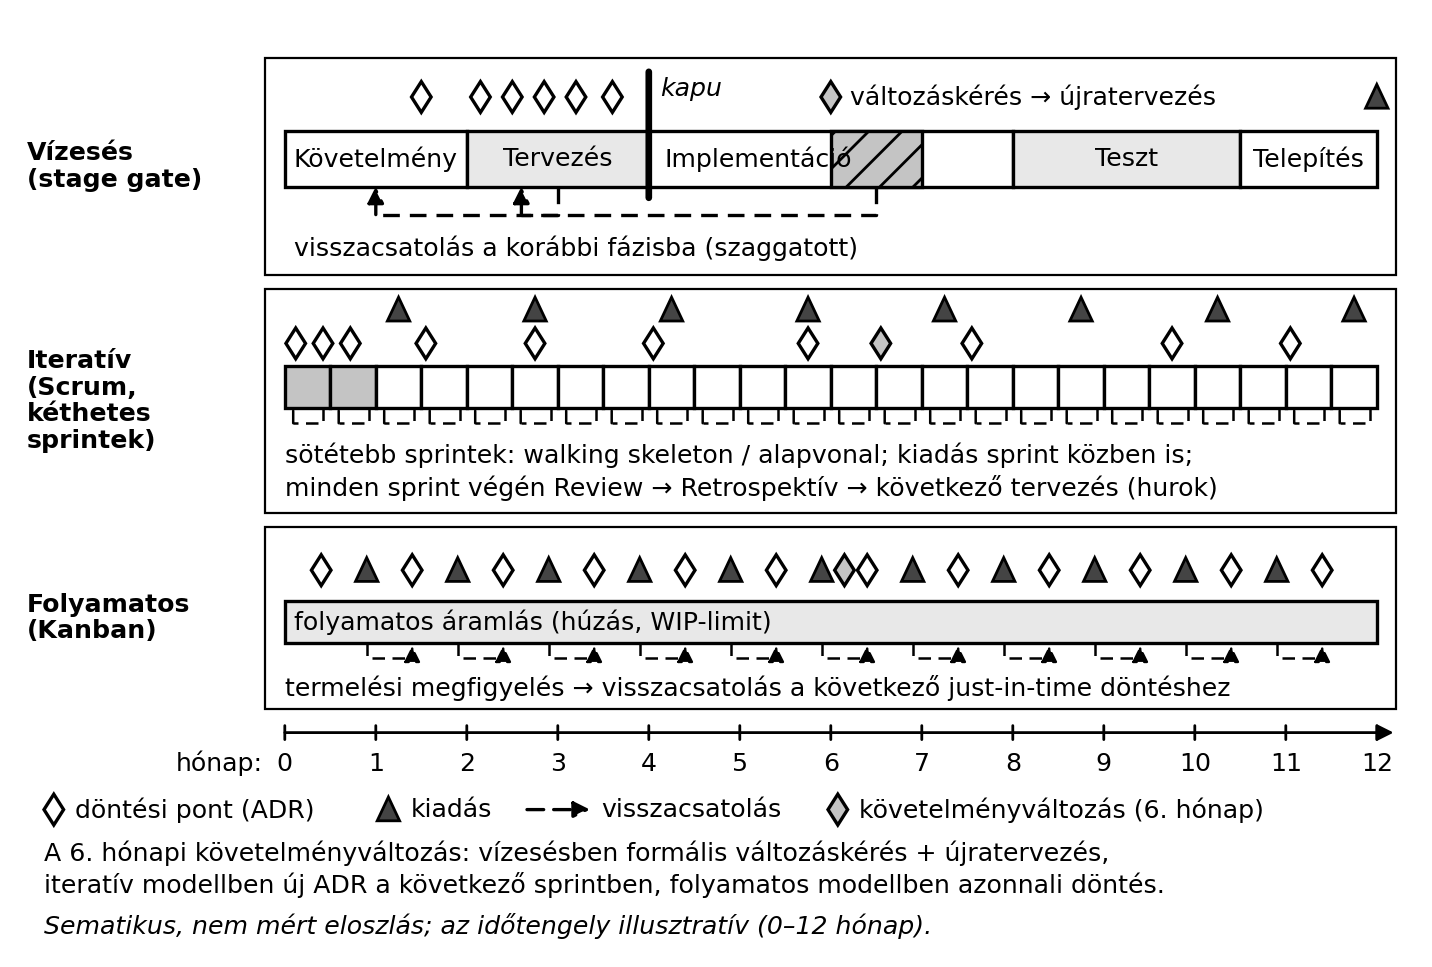 kapu
változáskérés → újratervezés
Vízesés
(stage gate)
Követelmény
Tervezés
Implementáció
Teszt
Telepítés
visszacsatolás a korábbi fázisba (szaggatott)
Iteratív
(Scrum,
kéthetes
sprintek)
sötétebb sprintek: walking skeleton / alapvonal; kiadás sprint közben is;
minden sprint végén Review → Retrospektív → következő tervezés (hurok)
Folyamatos
(Kanban)
folyamatos áramlás (húzás, WIP-limit)
termelési megfigyelés → visszacsatolás a következő just-in-time döntéshez
hónap: 0 1 2 3 4 5 6 7 8 9 10 11 12
döntési pont (ADR)
kiadás
visszacsatolás
követelményváltozás (6. hónap)
A 6. hónapi követelményváltozás: vízesésben formális változáskérés + újratervezés,
iteratív modellben új ADR a következő sprintben, folyamatos modellben azonnali döntés.
Sematikus, nem mért eloszlás; az időtengely illusztratív (0–12 hónap).